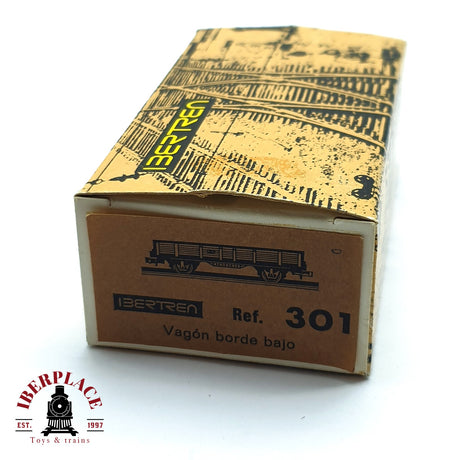 IBERTREN
IBERTREN Ref. 301
Vagón borde bajo
IBERPLACE
EST. 1997
Toys & trains